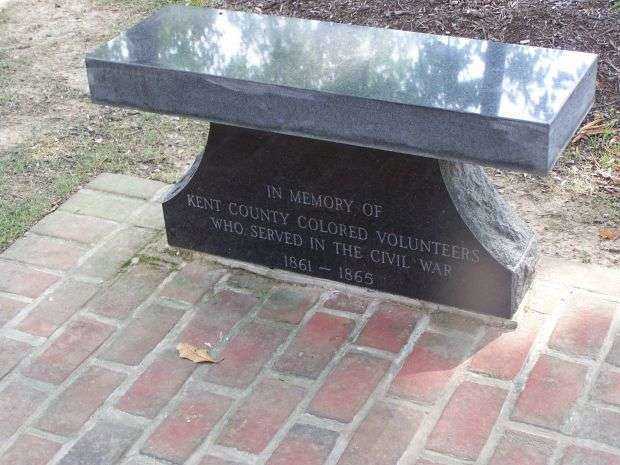 IN MEMORY OF
KENT COUNTY COLORED VOLUNTEERS
WHO SERVED IN THE CIVIL WAR
1861 – 1865